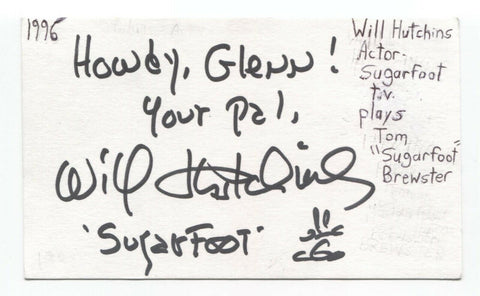 1996
Howdy, Glenn!
Your Pal,
Will Hutchins
'SugarFoot'
Will Hutchins
Actor-
Sugarfoot
t.v.
plays
Tom
"Sugarfoot"
Brewster